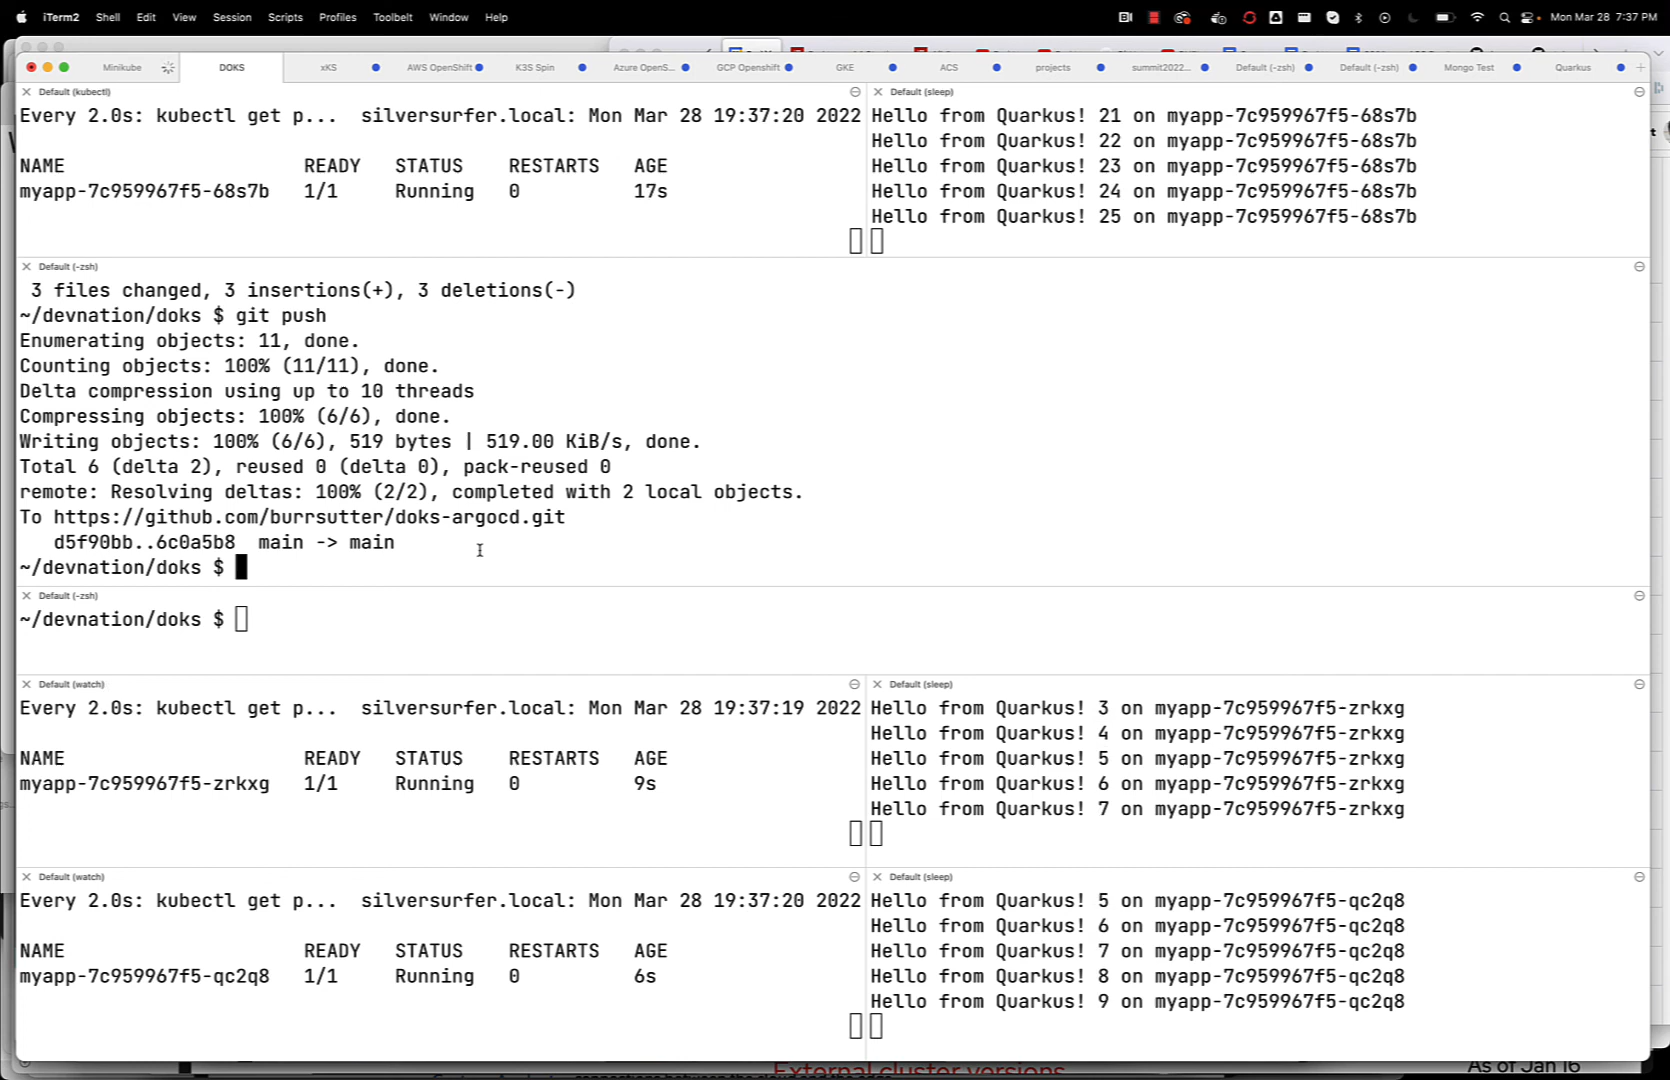 iTerm2 Shell Edit View Session Scripts Profiles Toolbelt Window Help Mon Mar 28 7:37 PM
Minikube DOKS xKS AWS OpenShift K3S Spin Azure OpenS... GCP Openshift GKE ACS projects summit2022... Default (-zsh) Default (-zsh) Mongo Test Quarkus
Default (kubectl)
Every 2.0s: kubectl get p... silversurfer.local: Mon Mar 28 19:37:20 2022
NAME READY STATUS RESTARTS AGE
myapp-7c959967f5-68s7b 1/1 Running 0 17s
Default (sleep)
Hello from Quarkus! 21 on myapp-7c959967f5-68s7b
Hello from Quarkus! 22 on myapp-7c959967f5-68s7b
Hello from Quarkus! 23 on myapp-7c959967f5-68s7b
Hello from Quarkus! 24 on myapp-7c959967f5-68s7b
Hello from Quarkus! 25 on myapp-7c959967f5-68s7b
Default (-zsh)
3 files changed, 3 insertions(+), 3 deletions(-)
~/devnation/doks $ git push
Enumerating objects: 11, done.
Counting objects: 100% (11/11), done.
Delta compression using up to 10 threads
Compressing objects: 100% (6/6), done.
Writing objects: 100% (6/6), 519 bytes | 519.00 KiB/s, done.
Total 6 (delta 2), reused 0 (delta 0), pack-reused 0
remote: Resolving deltas: 100% (2/2), completed with 2 local objects.
To https://github.com/burrsutter/doks-argocd.git
d5f90bb..6c0a5b8 main -> main
~/devnation/doks $
Default (-zsh)
~/devnation/doks $
Default (watch)
Every 2.0s: kubectl get p... silversurfer.local: Mon Mar 28 19:37:19 2022
NAME READY STATUS RESTARTS AGE
myapp-7c959967f5-zrkxg 1/1 Running 0 9s
Default (sleep)
Hello from Quarkus! 3 on myapp-7c959967f5-zrkxg
Hello from Quarkus! 4 on myapp-7c959967f5-zrkxg
Hello from Quarkus! 5 on myapp-7c959967f5-zrkxg
Hello from Quarkus! 6 on myapp-7c959967f5-zrkxg
Hello from Quarkus! 7 on myapp-7c959967f5-zrkxg
Default (watch)
Every 2.0s: kubectl get p... silversurfer.local: Mon Mar 28 19:37:20 2022
NAME READY STATUS RESTARTS AGE
myapp-7c959967f5-qc2q8 1/1 Running 0 6s
Default (sleep)
Hello from Quarkus! 5 on myapp-7c959967f5-qc2q8
Hello from Quarkus! 6 on myapp-7c959967f5-qc2q8
Hello from Quarkus! 7 on myapp-7c959967f5-qc2q8
Hello from Quarkus! 8 on myapp-7c959967f5-qc2q8
Hello from Quarkus! 9 on myapp-7c959967f5-qc2q8
External cluster versions
As of Jan 16